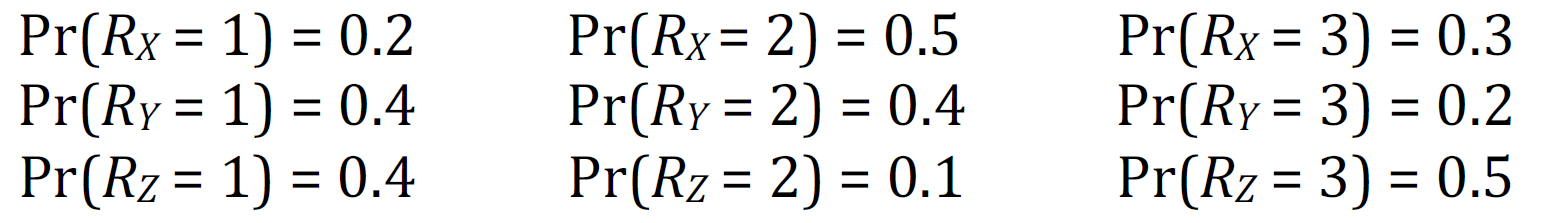 Pr(R_X = 1) = 0.2 Pr(R_X = 2) = 0.5 Pr(R_X = 3) = 0.3
Pr(R_Y = 1) = 0.4 Pr(R_Y = 2) = 0.4 Pr(R_Y = 3) = 0.2
Pr(R_Z = 1) = 0.4 Pr(R_Z = 2) = 0.1 Pr(R_Z = 3) = 0.5